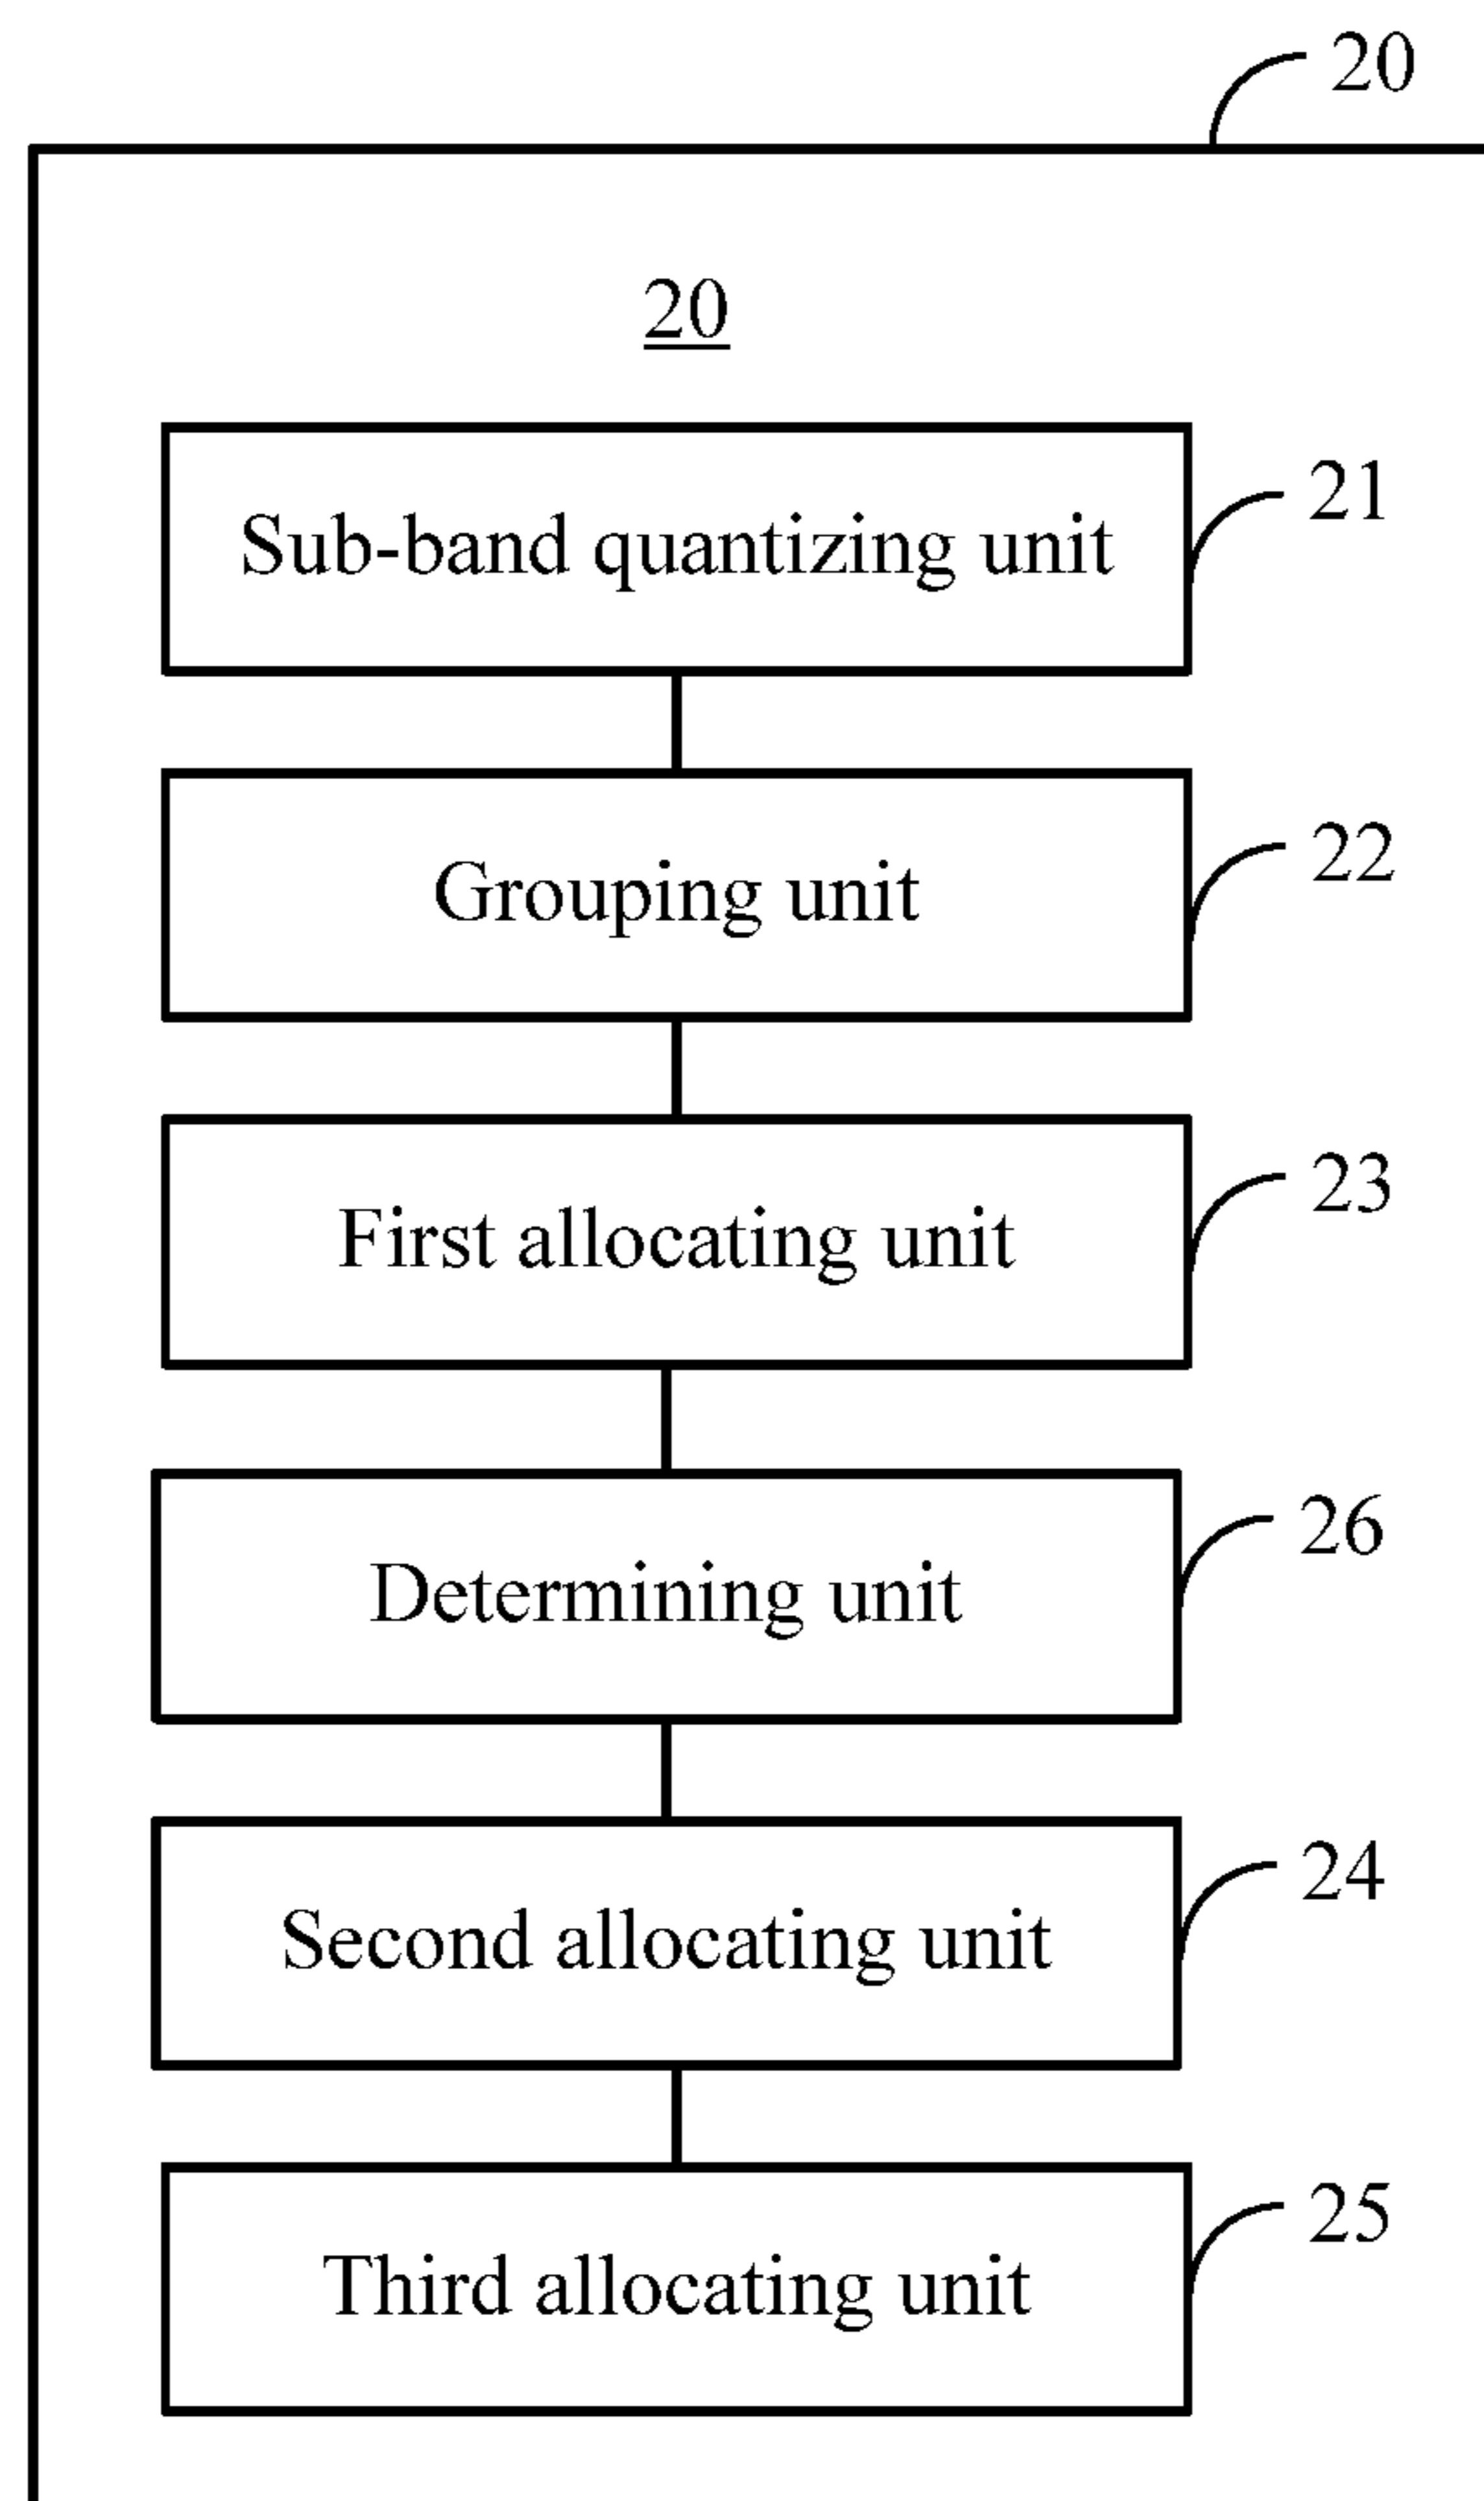 20
20
Sub-band quantizing unit
21
Grouping unit
22
First allocating unit
23
Determining unit
26
Second allocating unit
24
Third allocating unit
25